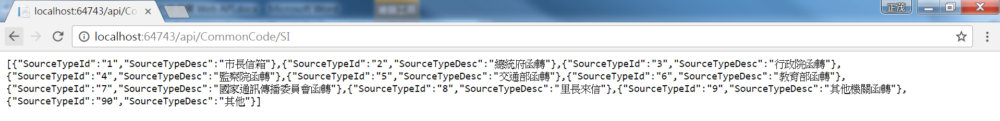 localhost:64743/api/Co
正茂
localhost:64743/api/CommonCode/SI
[{"SourceTypeId":"1","SourceTypeDesc":"市長信箱"},{"SourceTypeId":"2","SourceTypeDesc":"總統府函轉"},{"SourceTypeId":"3","SourceTypeDesc":"行政院函轉"},
{"SourceTypeId":"4","SourceTypeDesc":"監察院函轉"},{"SourceTypeId":"5","SourceTypeDesc":"交通部函轉"},{"SourceTypeId":"6","SourceTypeDesc":"教育部函轉"},
{"SourceTypeId":"7","SourceTypeDesc":"國家通訊傳播委員會函轉"},{"SourceTypeId":"8","SourceTypeDesc":"里長來信"},{"SourceTypeId":"9","SourceTypeDesc":"其他機關函轉"},
{"SourceTypeId":"90","SourceTypeDesc":"其他"}]